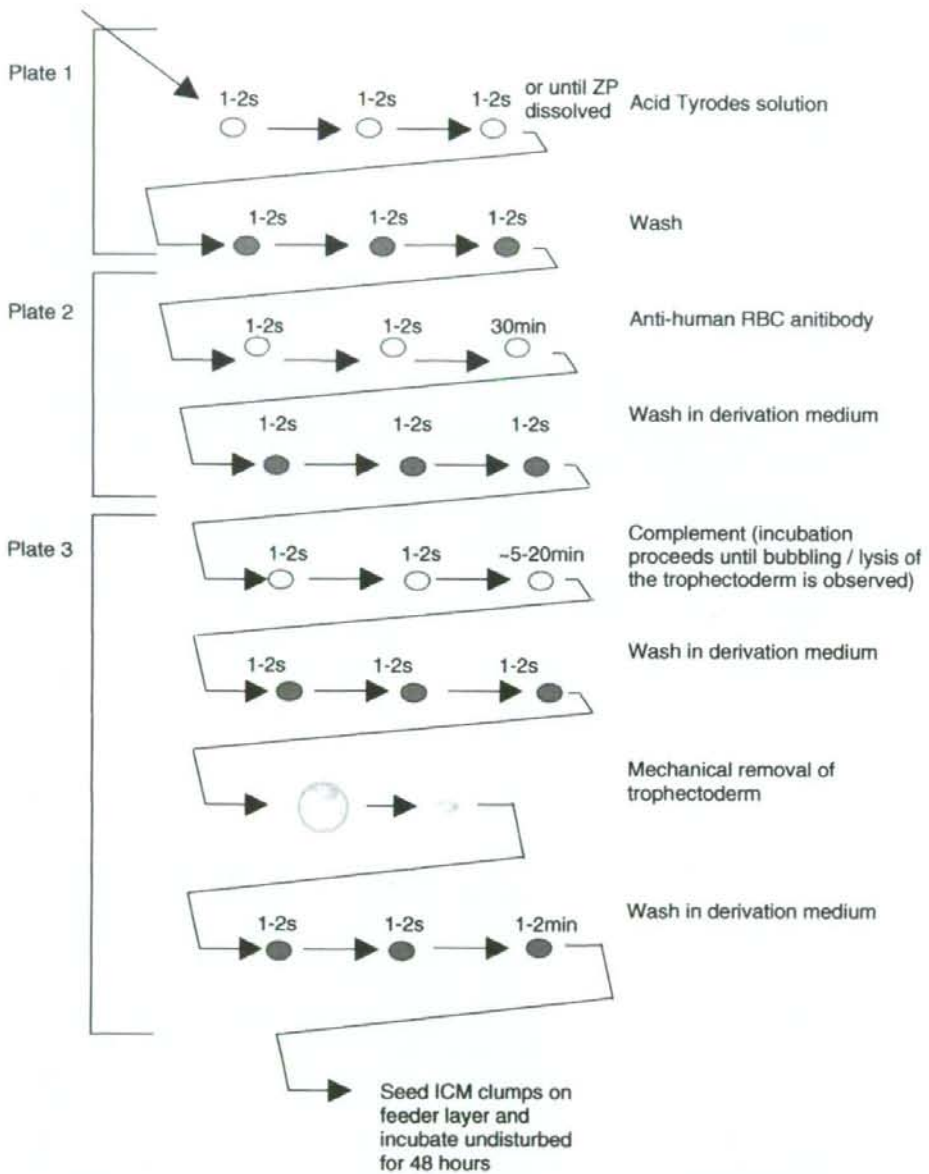 Plate 1
1-2s
1-2s
1-2s
or until ZP
dissolved
Acid Tyrodes solution
1-2s
1-2s
1-2s
Wash
Plate 2
1-2s
1-2s
30min
Anti-human RBC anitibody
1-2s
1-2s
1-2s
Wash in derivation medium
Plate 3
1-2s
1-2s
~5-20min
Complement (incubation
proceeds until bubbling / lysis of
the trophectoderm is observed)
1-2s
1-2s
1-2s
Wash in derivation medium
Mechanical removal of
trophectoderm
1-2s
1-2s
1-2min
Wash in derivation medium
Seed ICM clumps on
feeder layer and
incubate undisturbed
for 48 hours